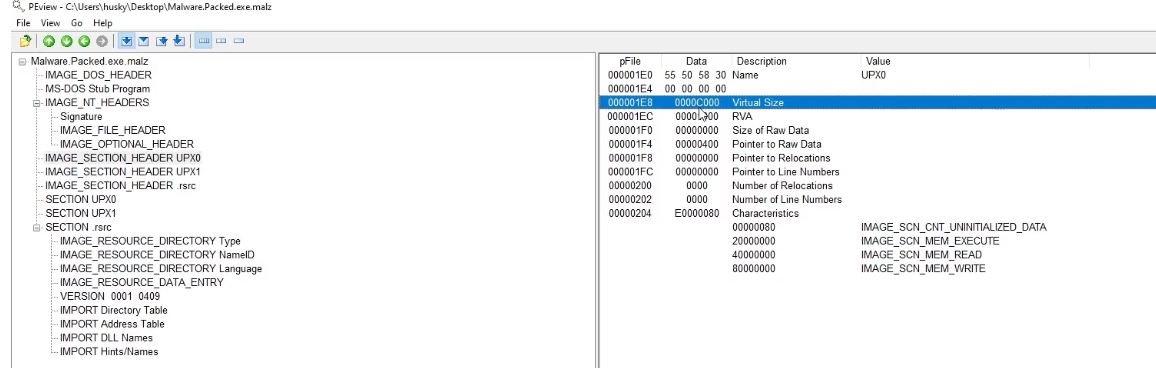 PEview - C:\Users\husky\Desktop\Malware.Packed.exe.malz
File View Go Help
Malware.Packed.exe.malz
IMAGE_DOS_HEADER
MS-DOS Stub Program
IMAGE_NT_HEADERS
Signature
IMAGE_FILE_HEADER
IMAGE_OPTIONAL_HEADER
IMAGE_SECTION_HEADER UPX0
IMAGE_SECTION_HEADER UPX1
IMAGE_SECTION_HEADER .rsrc
SECTION UPX0
SECTION UPX1
SECTION .rsrc
IMAGE_RESOURCE_DIRECTORY Type
IMAGE_RESOURCE_DIRECTORY NameID
IMAGE_RESOURCE_DIRECTORY Language
IMAGE_RESOURCE_DATA_ENTRY
VERSION 0001 0409
IMPORT Directory Table
IMPORT Address Table
IMPORT DLL Names
IMPORT Hints/Names
pFile Data Description Value
000001E0 55 50 58 30 Name UPX0
000001E4 00 00 00 00
000001E8 0000C000 Virtual Size
000001EC RVA
000001F0 00000000 Size of Raw Data
000001F4 00000400 Pointer to Raw Data
000001F8 00000000 Pointer to Relocations
000001FC 00000000 Pointer to Line Numbers
00000200 0000 Number of Relocations
00000202 0000 Number of Line Numbers
00000204 E0000080 Characteristics
00000080 IMAGE_SCN_CNT_UNINITIALIZED_DATA
20000000 IMAGE_SCN_MEM_EXECUTE
40000000 IMAGE_SCN_MEM_READ
80000000 IMAGE_SCN_MEM_WRITE